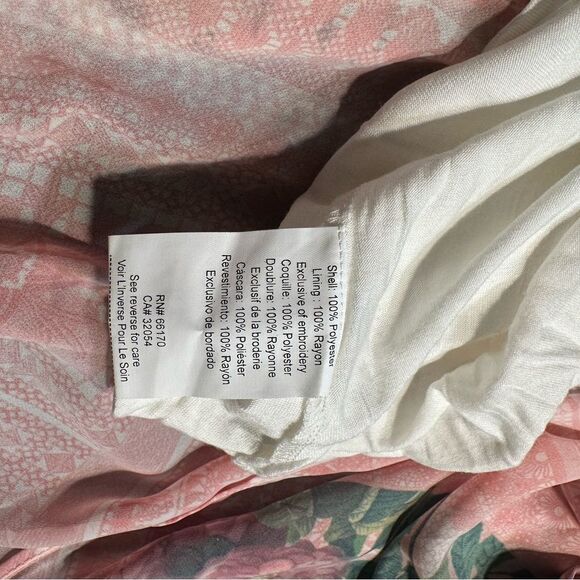 Shell: 100% Polyester
Lining : 100% Rayon
Exclusive of embroidery
Coquille: 100% Polyester
Doublure: 100% Rayonne
Exclusif de la broderie
Cascara: 100% Poliéster
Revestimiento: 100% Rayón
Exclusivo de bordado
RN# 66170
CA# 32054
See reverse for care
Voir L'Inverse Pour Le Soin